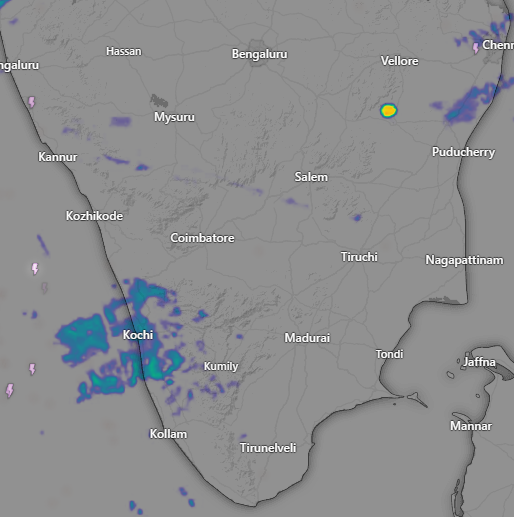 Hassan
Bengaluru
Chenn
ngaluru
Vellore
Mysuru
Kannur
Puducherry
Salem
Kozhikode
Coimbatore
Tiruchi
Nagapattinam
Kochi
Madurai
Tondi
Kumily
Jaffna
Kollam
Mannar
Tirunelveli